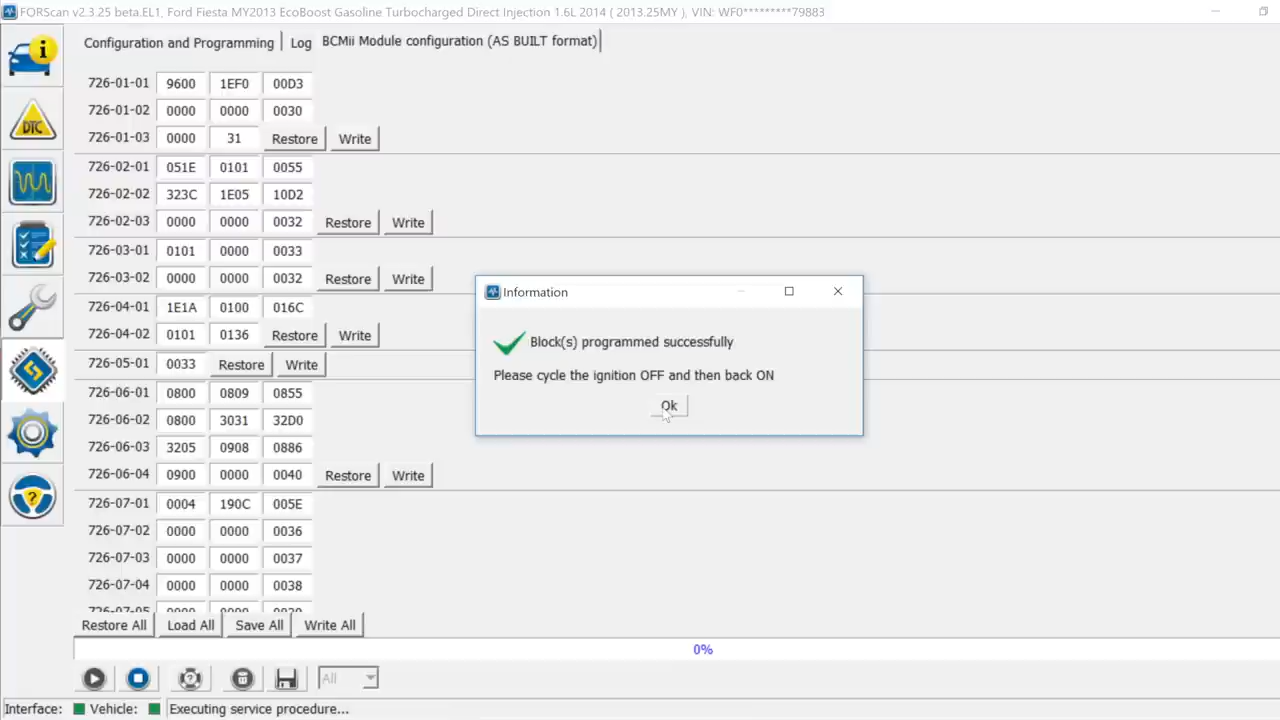 FORScan v2.3.25 beta.EL1, Ford Fiesta MY2013 EcoBoost Gasoline Turbocharged Direct Injection 1.6L 2014 ( 2013.25MY ), VIN: WF0*********79883
Configuration and Programming Log BCMii Module configuration (AS BUILT format)
i
DTC
?
726-01-01 9600 1EF0 00D3
726-01-02 0000 0000 0030
726-01-03 0000 31 Restore Write
726-02-01 051E 0101 0055
726-02-02 323C 1E05 10D2
726-02-03 0000 0000 0032 Restore Write
726-03-01 0101 0000 0033
726-03-02 0000 0000 0032 Restore Write
726-04-01 1E1A 0100 016C
726-04-02 0101 0136 Restore Write
726-05-01 0033 Restore Write
726-06-01 0800 0809 0855
726-06-02 0800 3031 32D0
726-06-03 3205 0908 0886
726-06-04 0900 0000 0040 Restore Write
726-07-01 0004 190C 005E
726-07-02 0000 0000 0036
726-07-03 0000 0000 0037
726-07-04 0000 0000 0038
726-07-05 0000 0000 0039
Information
Block(s) programmed successfully
Please cycle the ignition OFF and then back ON
Ok
Restore All Load All Save All Write All
0%
? All
Interface: Vehicle: Executing service procedure...